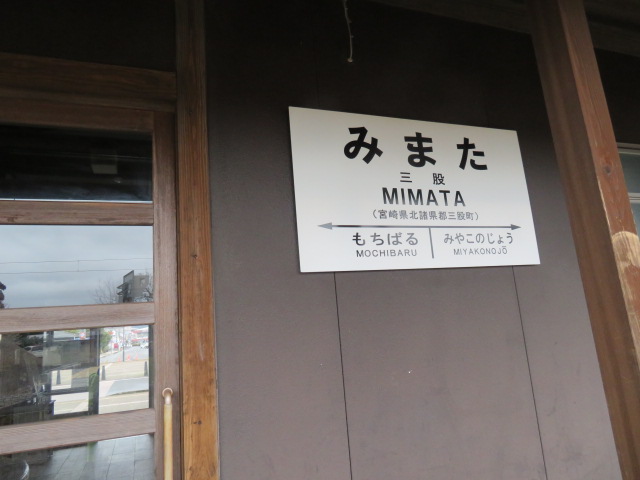 みまた
三股
MIMATA
(宮崎県北諸県郡三股町)
もちばる みやこのじょう
MOCHIBARU MIYAKONOJŌ